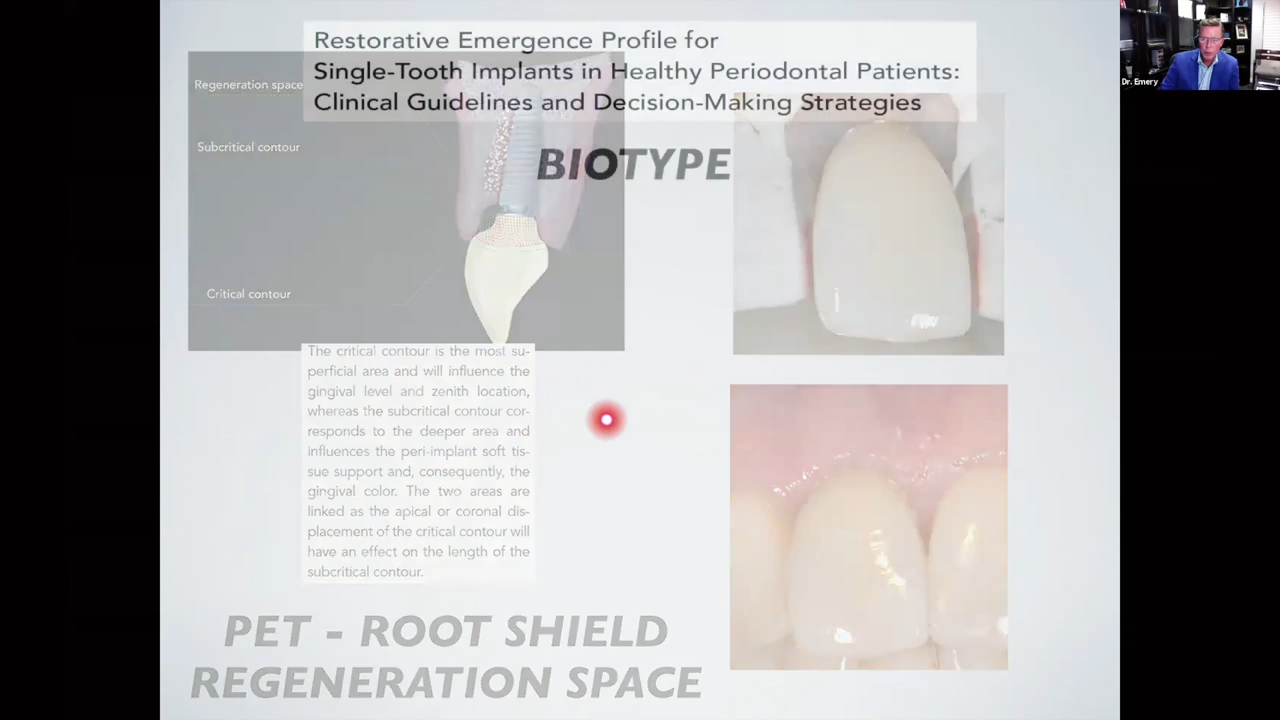 Restorative Emergence Profile for
Single-Tooth Implants in Healthy Periodontal Patients:
Clinical Guidelines and Decision-Making Strategies
Dr. Emery
Regeneration space
Subcritical contour
BIOTYPE
Critical contour
The critical contour is the most su-
perficial area and will influence the
gingival level and zenith location,
whereas the subcritical contour cor-
responds to the deeper area and
influences the peri-implant soft tis-
sue support and, consequently, the
gingival color. The two areas are
linked as the apical or coronal dis-
placement of the critical contour will
have an effect on the length of the
subcritical contour.
PET - ROOT SHIELD
REGENERATION SPACE